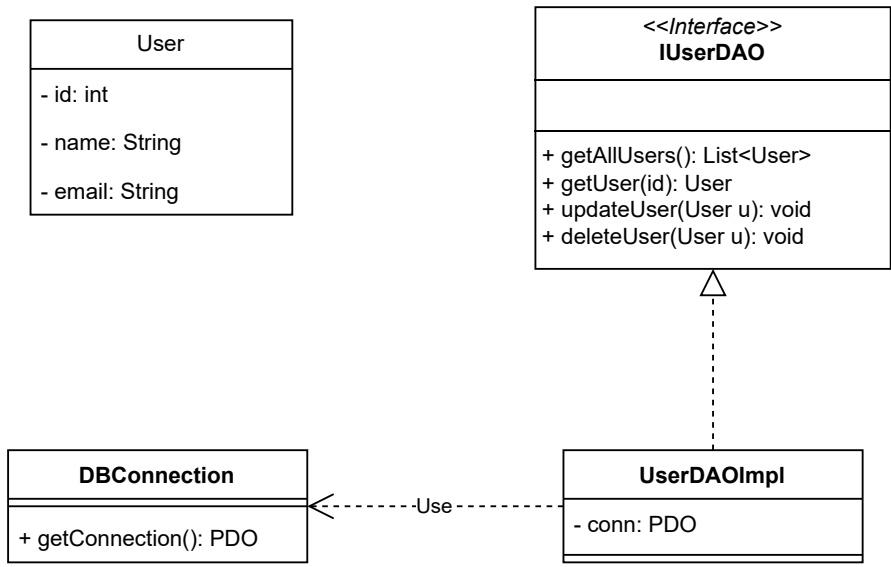 User
- id: int
- name: String
- email: String
<<Interface>>
IUserDAO
+ getAllUsers(): List<User>
+ getUser(id): User
+ updateUser(User u): void
+ deleteUser(User u): void
DBConnection
+ getConnection(): PDO
Use
UserDAOImpl
- conn: PDO